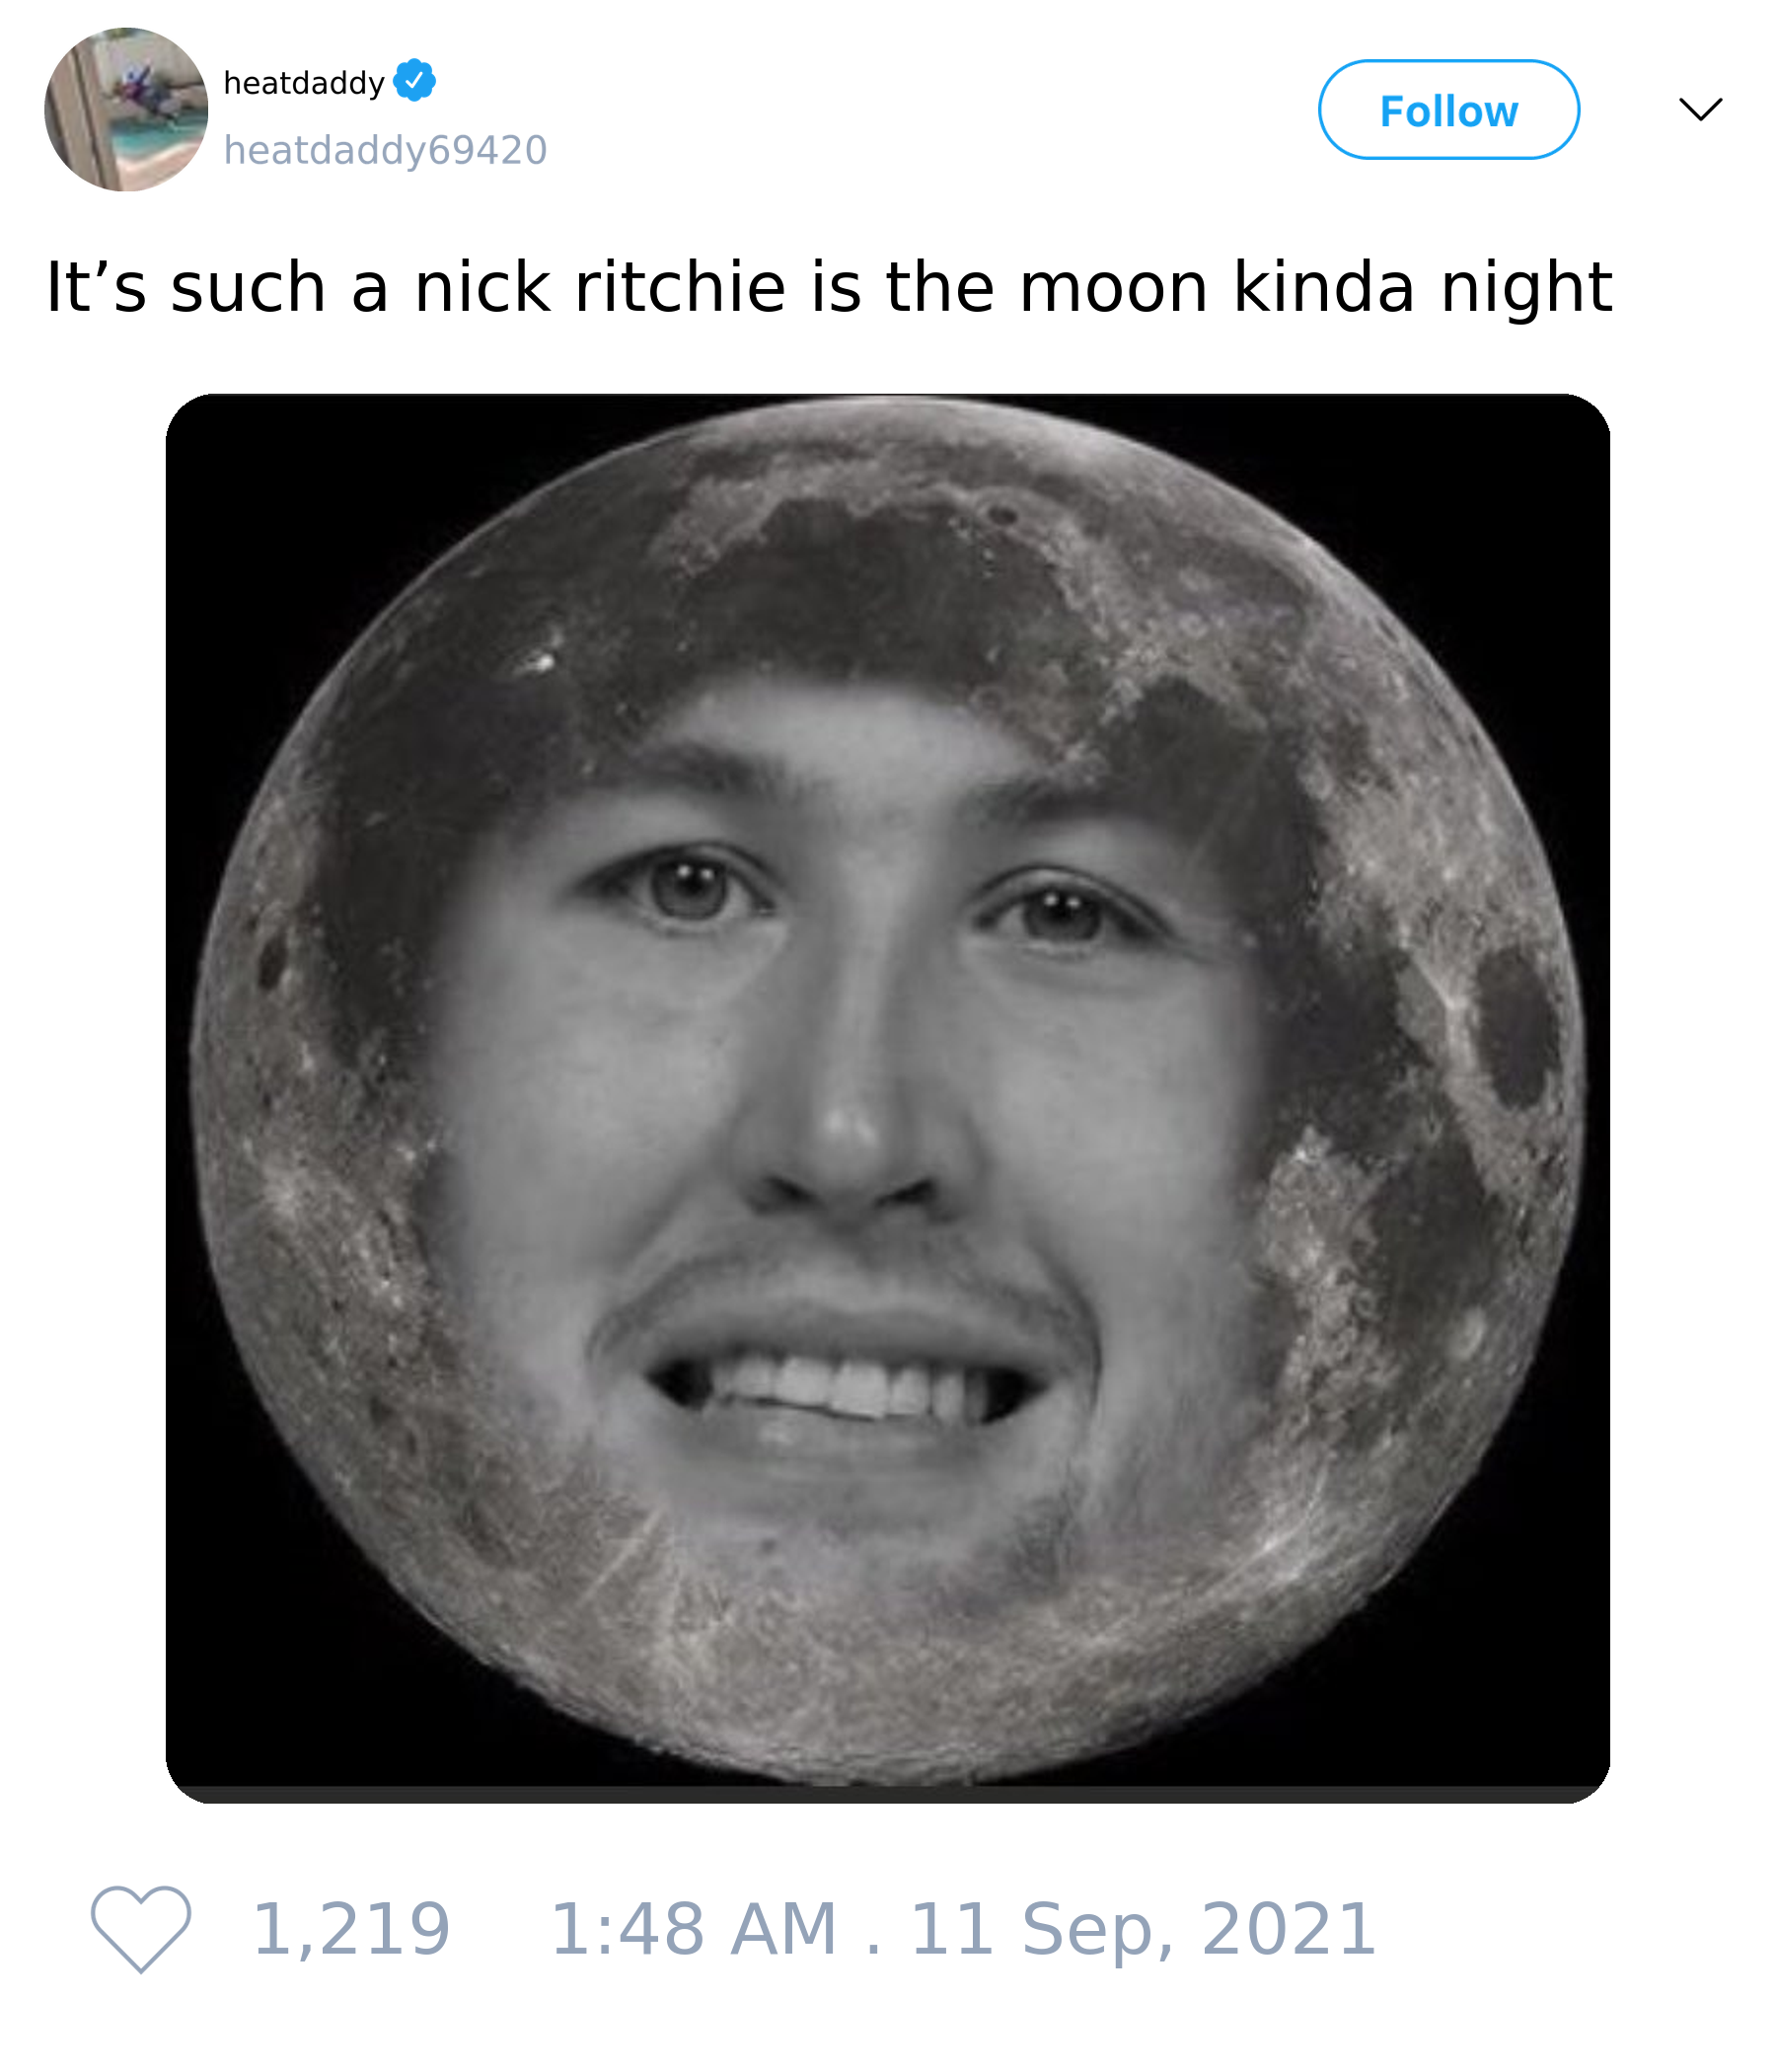 heatdaddy
heatdaddy69420
Follow
It’s such a nick ritchie is the moon kinda night
1,219 1:48 AM . 11 Sep, 2021